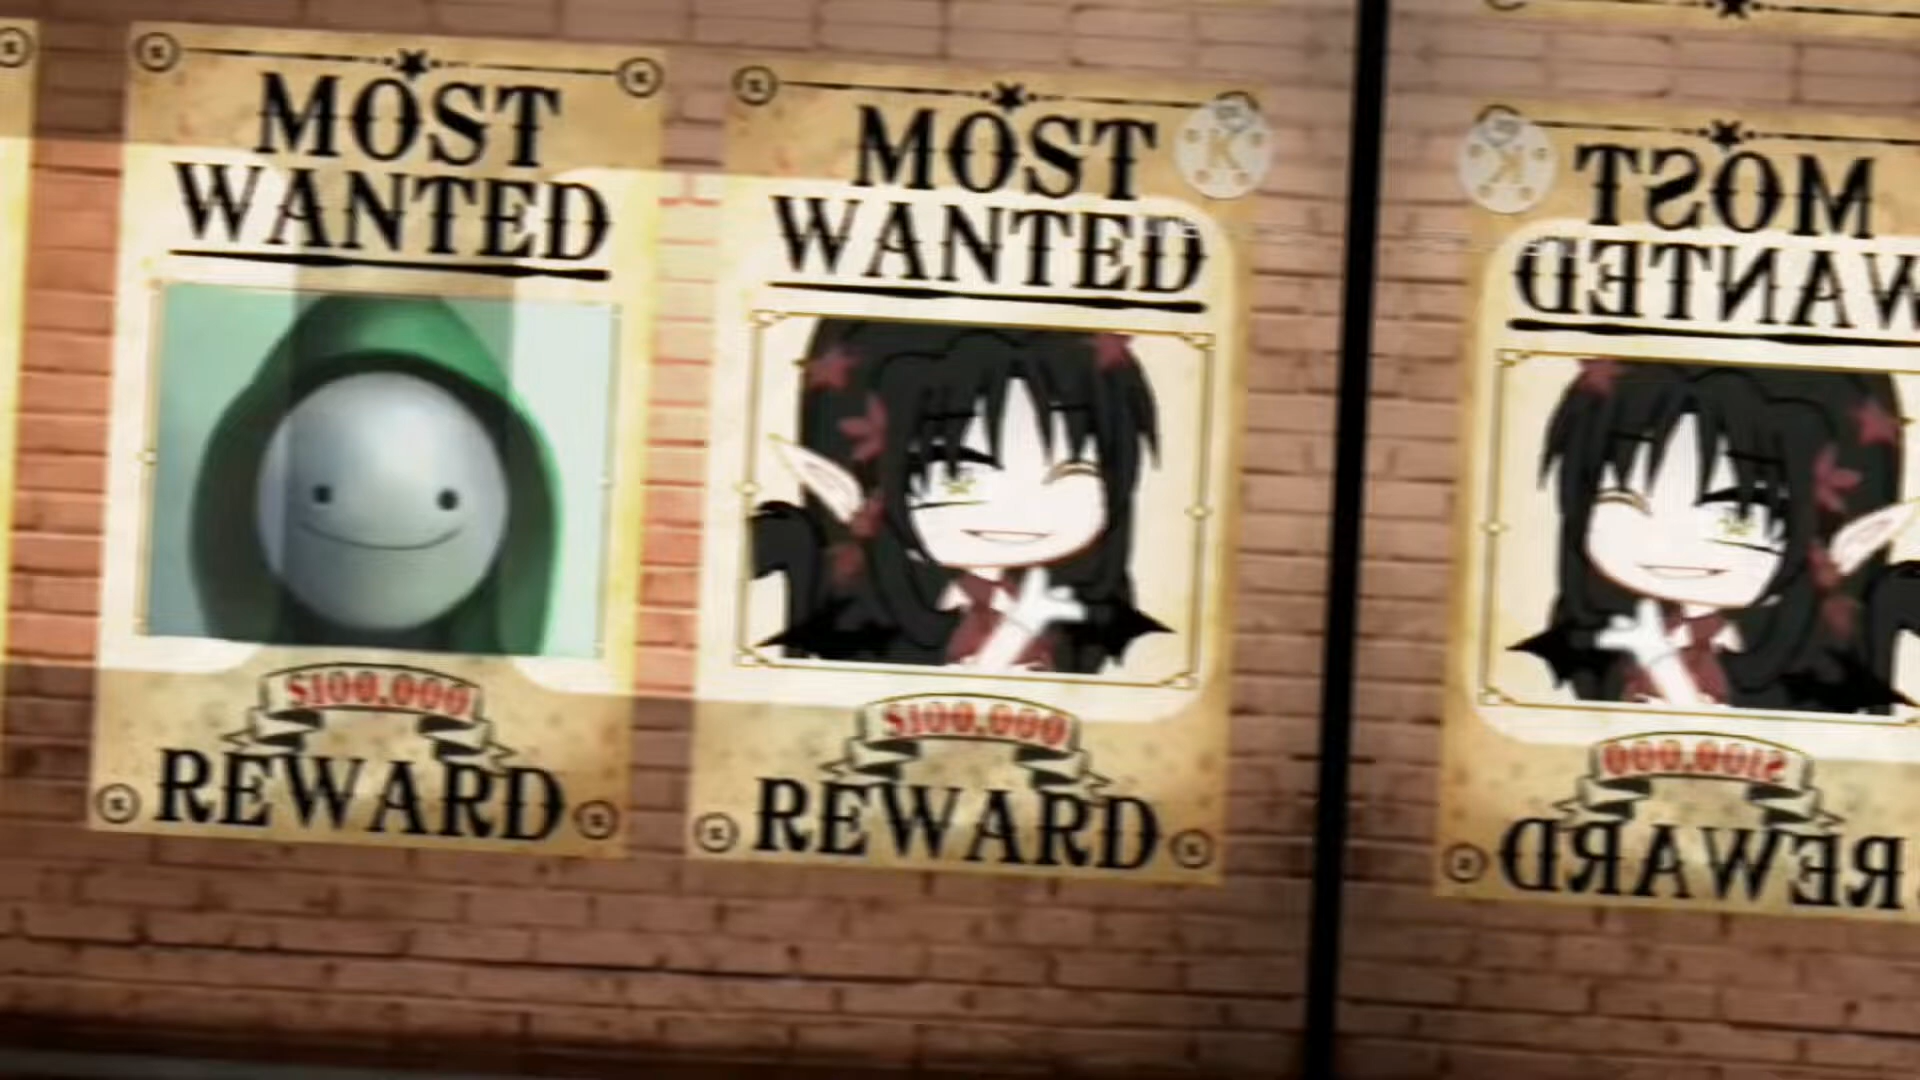 MOST
WANTED
$100.000
REWARD
MOST
WANTED
$100.000
REWARD
K
MOST
WANTED
$100.000
REWARD
K